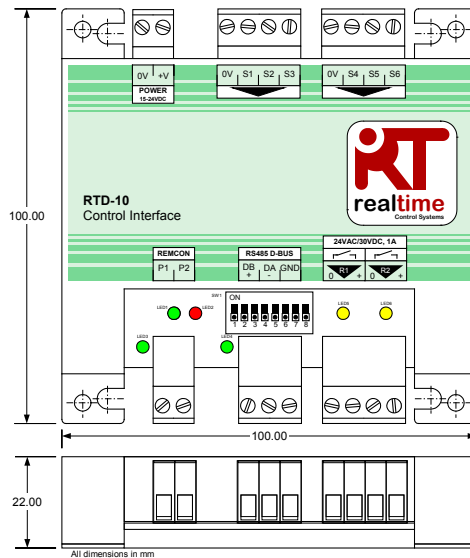 0V +V
POWER
15-24VDC
0V S1 S2 S3
0V S4 S5 S6
RT
realtime
Control Systems
RTD-10
Control Interface
100.00
24VAC/30VDC, 1A
REMCON
P1 P2
RS485 D-BUS
DB DA GND
+ -
R1 R2
0 + 0 +
SW1
ON
1 2 3 4 5 6 7 8
LED1
LED2
LED5
LED6
LED3
LED4
100.00
22.00
All dimensions in mm